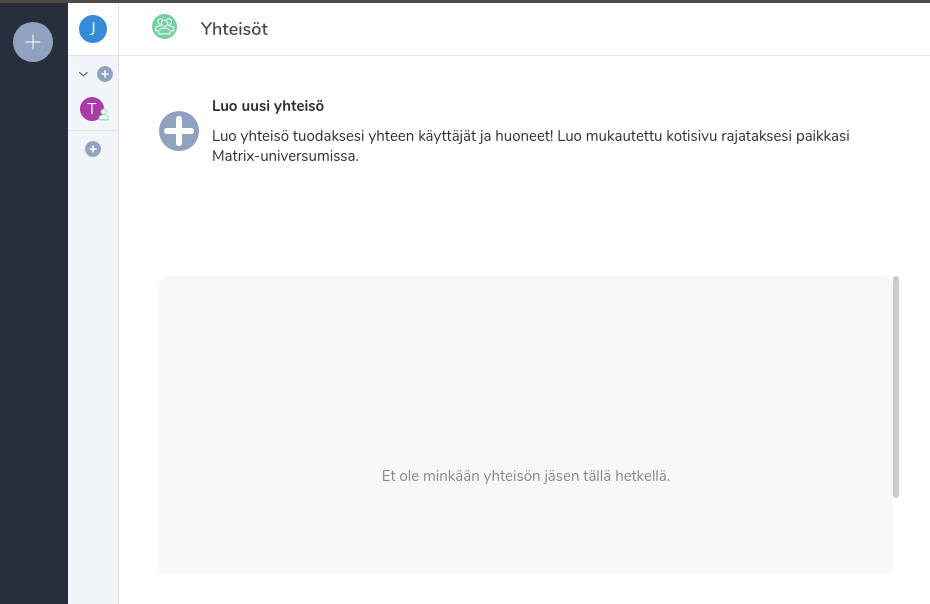 J
Yhteisöt
T
Luo uusi yhteisö
Luo yhteisö tuodaksesi yhteen käyttäjät ja huoneet! Luo mukautettu kotisivu rajataksesi paikkasi
Matrix-universumissa.
Et ole minkään yhteisön jäsen tällä hetkellä.